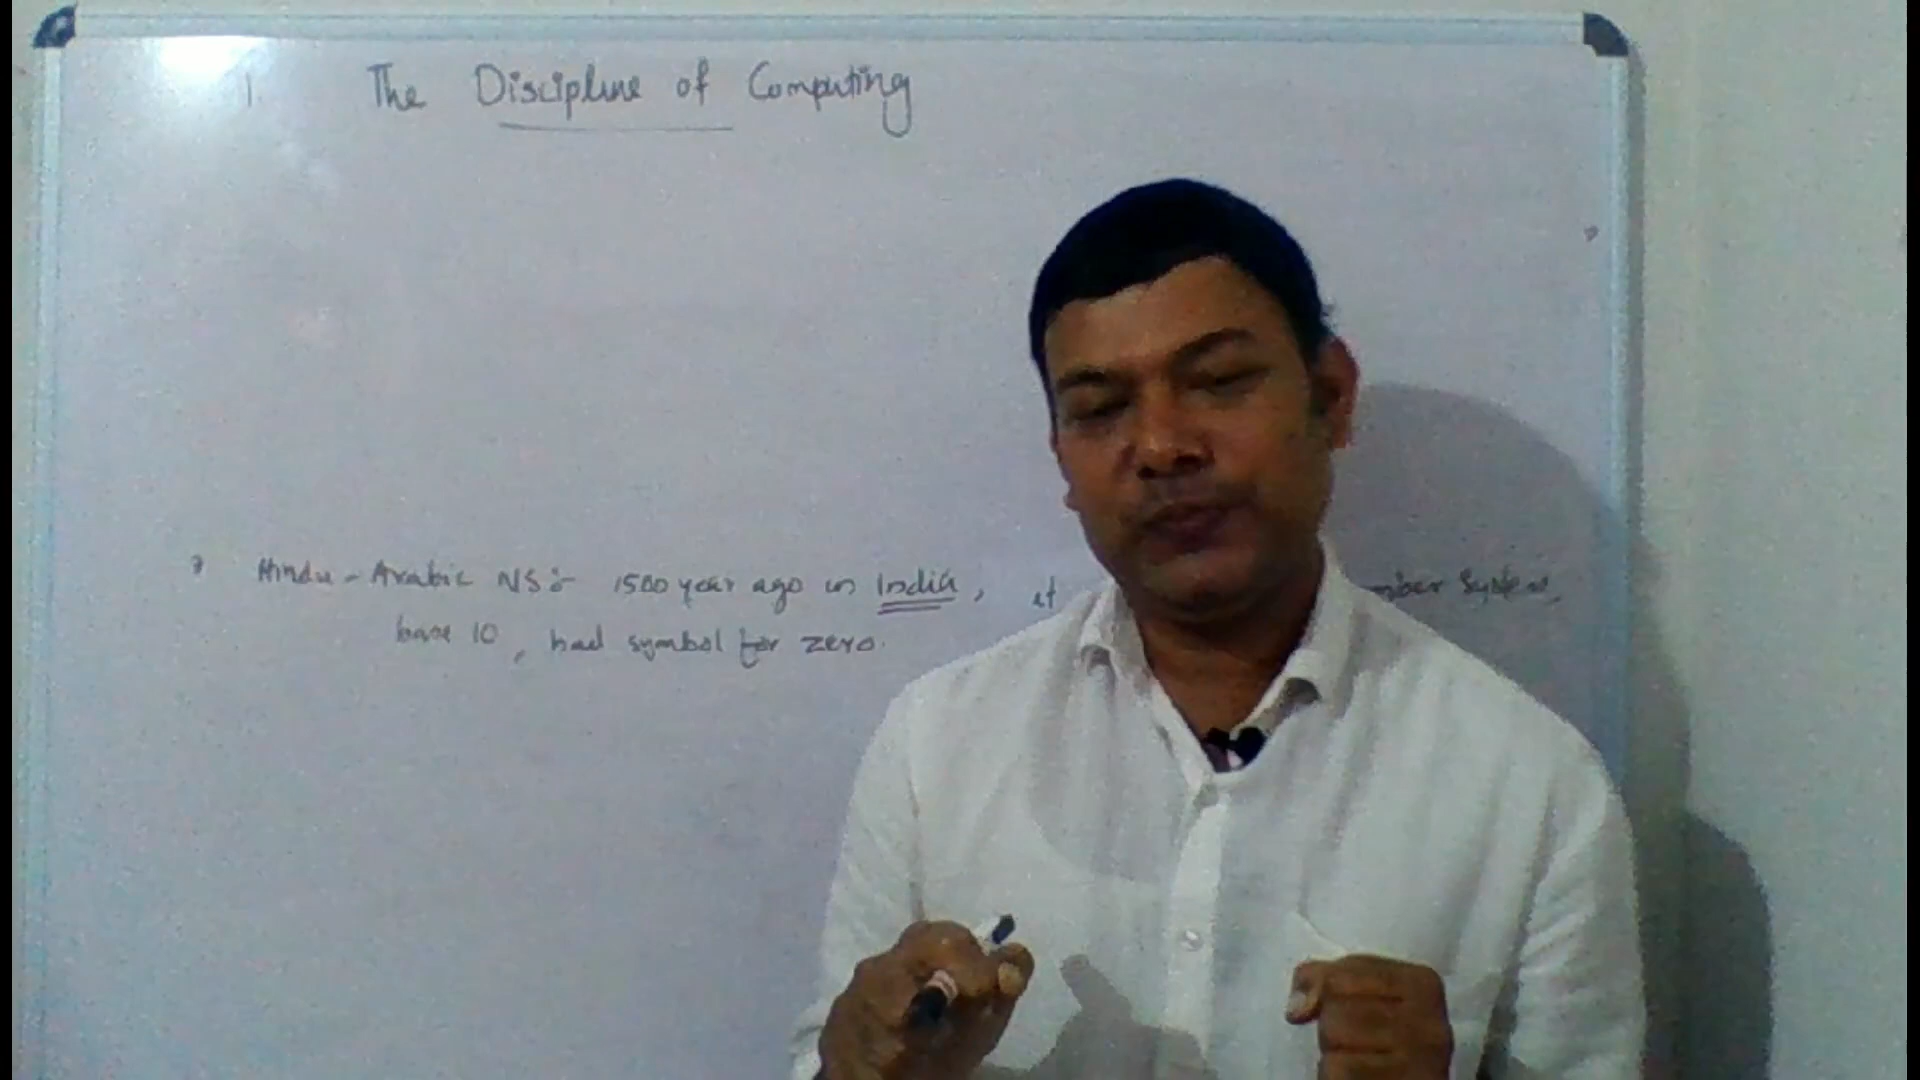 1. The Discipline of Computing
Hindu - Arabic NS:- 1500 year ago in India, it
base 10, had symbol for zero.